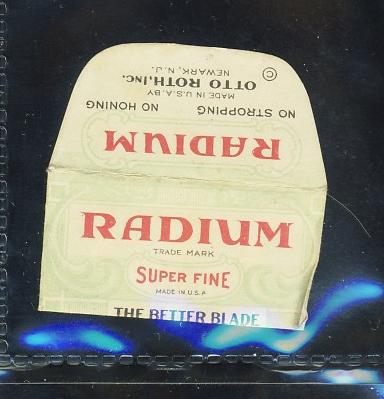 ©
OTTO ROTH, Inc.
NEWARK, N.J.
MADE IN U.S.A. BY
NO STROPPING NO HONING
RADIUM
RADIUM
TRADE MARK
SUPER FINE
MADE IN U.S.A
THE BETTER BLADE